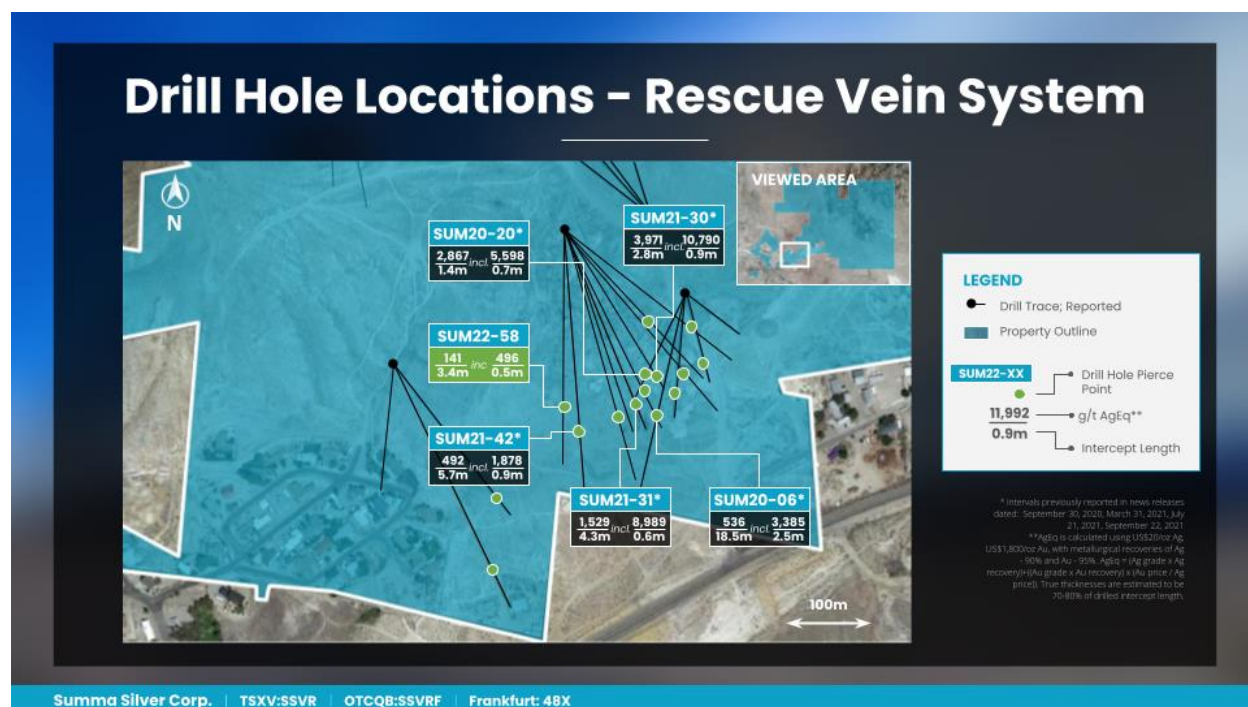 Drill Hole Locations - Rescue Vein System
N
VIEWED AREA
SUM20-20*
2,867 incl. 5,598
1.4m 0.7m
SUM21-30*
3,971 incl. 10,790
2.8m 0.9m
SUM22-58
141 inc 496
3.4m 0.5m
SUM21-42*
492 incl. 1,878
5.7m 0.9m
SUM21-31*
1,529 incl. 8,989
4.3m 0.6m
SUM20-06*
536 incl. 3,385
18.5m 2.5m
100m
LEGEND
Drill Trace; Reported
Property Outline
SUM22-XX
Drill Hole Pierce
Point
11,992
g/t AgEq**
0.9m
Intercept Length
* Intervals previously reported in news releases
dated: September 30, 2020, March 31, 2021, July
21, 2021, September 22, 2021
**AgEq is calculated using US$20/oz Ag,
US$1,800/oz Au, with metallurgical recoveries of Ag
- 90% and Au - 95%. AgEq = (Ag grade x Ag
recovery)+((Au grade x Au recovery) x (Au price / Ag
price)). True thicknesses are estimated to be
70-80% of drilled intercept length.
Summa Silver Corp. | TSXV:SSVR | OTCQB:SSVRF | Frankfurt: 48X